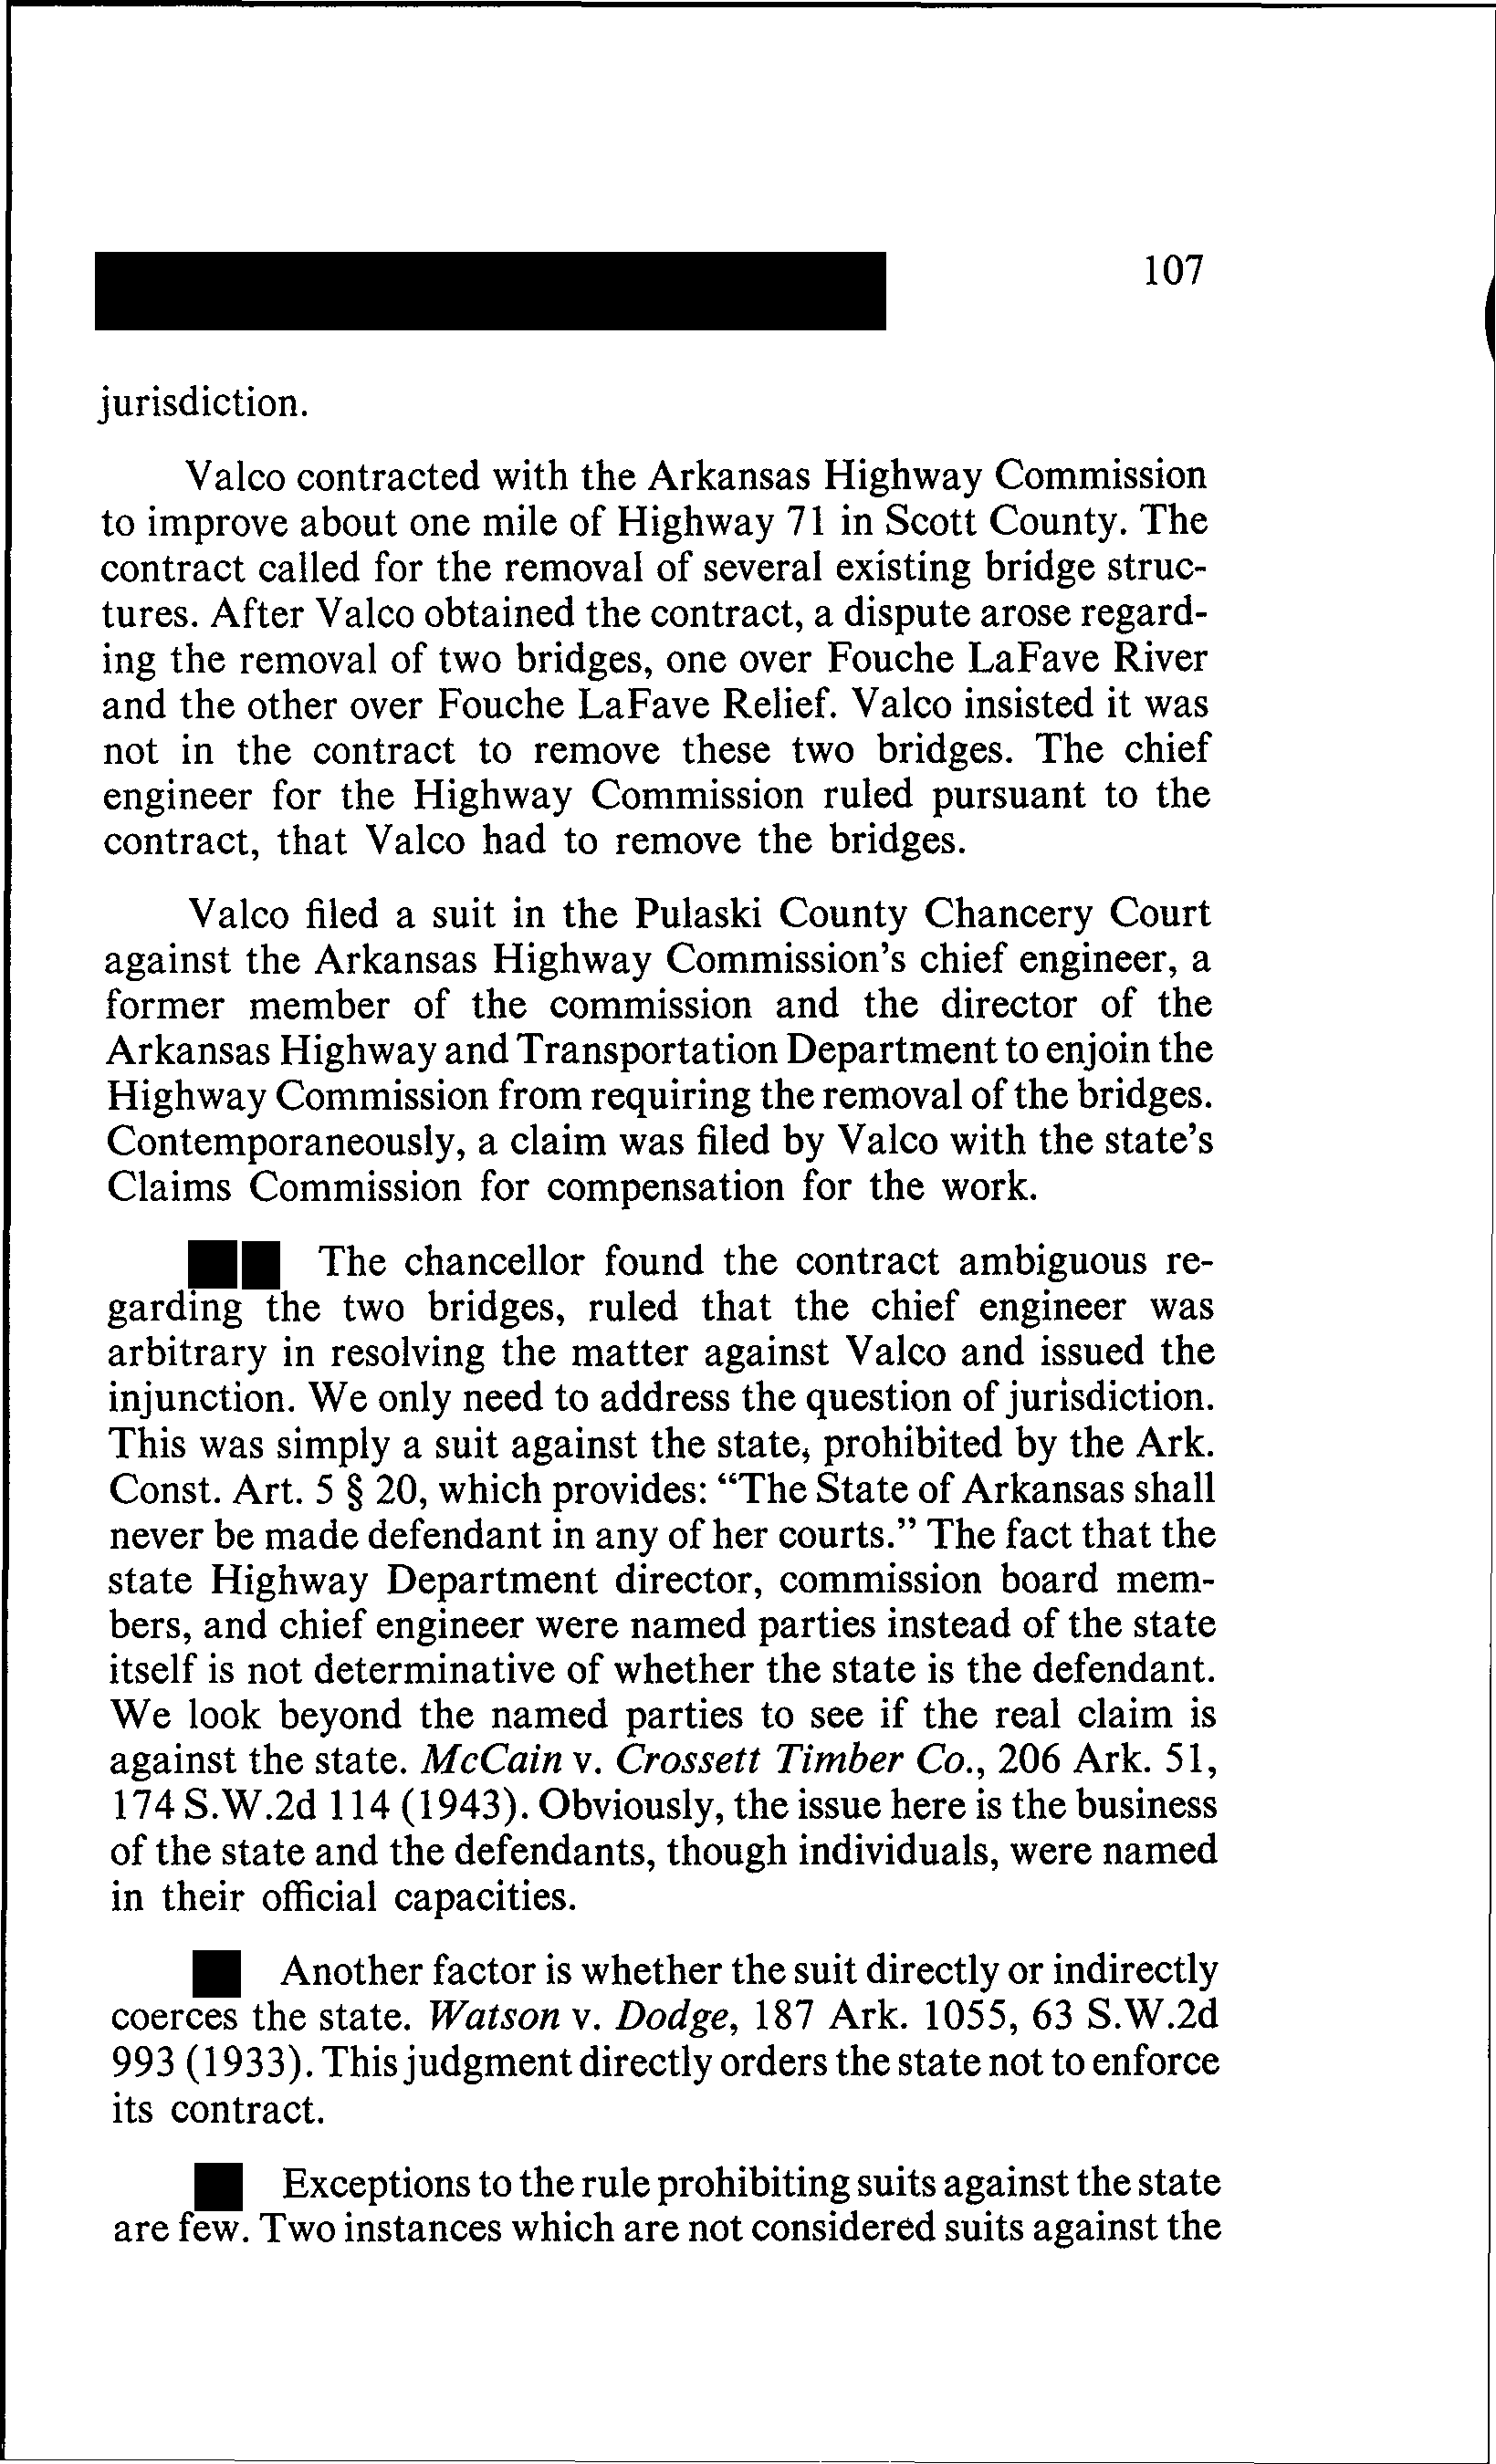 107
jurisdiction.
Valco contracted with the Arkansas Highway Commission
to improve about one mile of Highway 71 in Scott County. The
contract called for the removal of several existing bridge struc-
tures. After Valco obtained the contract, a dispute arose regard-
ing the removal of two bridges, one over Fouche LaFave River
and the other over Fouche LaFave Relief. Valco insisted it was
not in the contract to remove these two bridges. The chief
engineer for the Highway Commission ruled pursuant to the
contract, that Valco had to remove the bridges.
Valco filed a suit in the Pulaski County Chancery Court
against the Arkansas Highway Commission's chief engineer, a
former member of the commission and the director of the
Arkansas Highway and Transportation Department to enjoin the
Highway Commission from requiring the removal of the bridges.
Contemporaneously, a claim was filed by Valco with the state's
Claims Commission for compensation for the work.
The chancellor found the contract ambiguous re-
garding the two bridges, ruled that the chief engineer was
arbitrary in resolving the matter against Valco and issued the
injunction. We only need to address the question of jurisdiction.
This was simply a suit against the state, prohibited by the Ark.
Const. Art. 5 § 20, which provides: “The State of Arkansas shall
never be made defendant in any of her courts.” The fact that the
state Highway Department director, commission board mem-
bers, and chief engineer were named parties instead of the state
itself is not determinative of whether the state is the defendant.
We look beyond the named parties to see if the real claim is
against the state. McCain v. Crossett Timber Co., 206 Ark. 51,
174 S.W.2d 114 (1943). Obviously, the issue here is the business
of the state and the defendants, though individuals, were named
in their official capacities.
Another factor is whether the suit directly or indirectly
coerces the state. Watson v. Dodge, 187 Ark. 1055, 63 S.W.2d
993 (1933). This judgment directly orders the state not to enforce
its contract.
Exceptions to the rule prohibiting suits against the state
are few. Two instances which are not considered suits against the